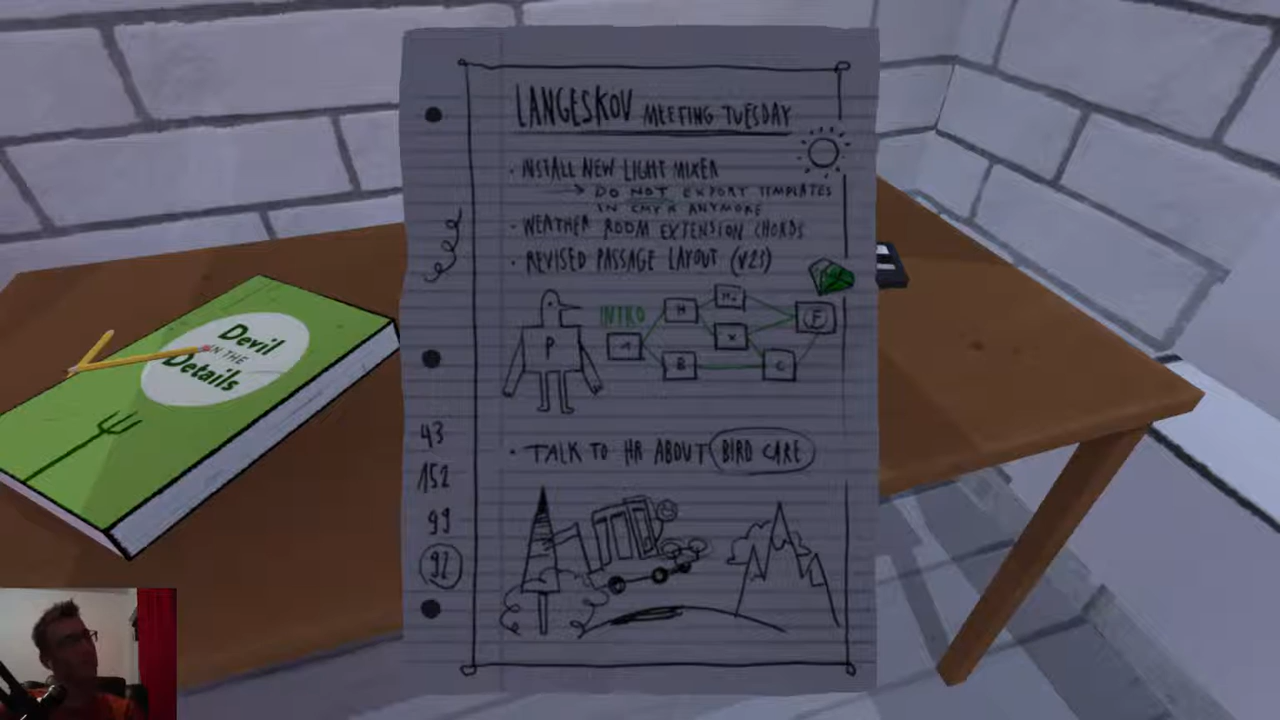 LANGESKOV MEETING TUESDAY
· INSTALL NEW LIGHT MIXER
→ DO NOT EXPORT TEMPLATES
IN CMYK ANYMORE
· WEATHER ROOM EXTENSION CHORDS
· REVISED PASSAGE LAYOUT (V23)
INTRO
H
F
X
P
B
C
43
152
99
92
· TALK TO HR ABOUT BIRD CARE
Devil
IN THE
Details